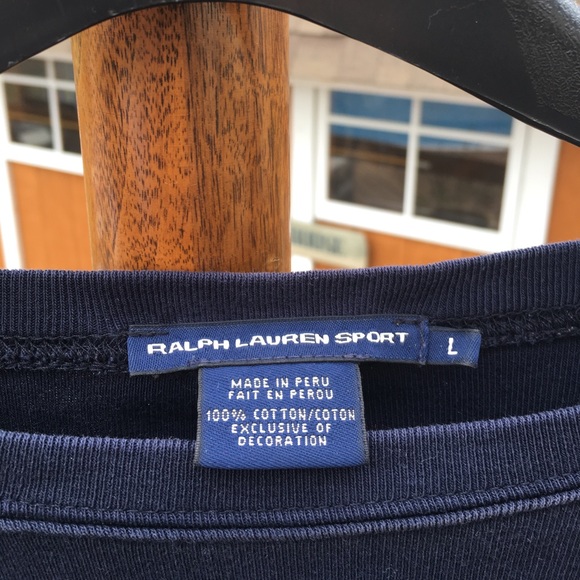 RALPH LAUREN SPORT L
MADE IN PERU
FAIT EN PEROU
100% COTTON/COTON
EXCLUSIVE OF
DECORATION